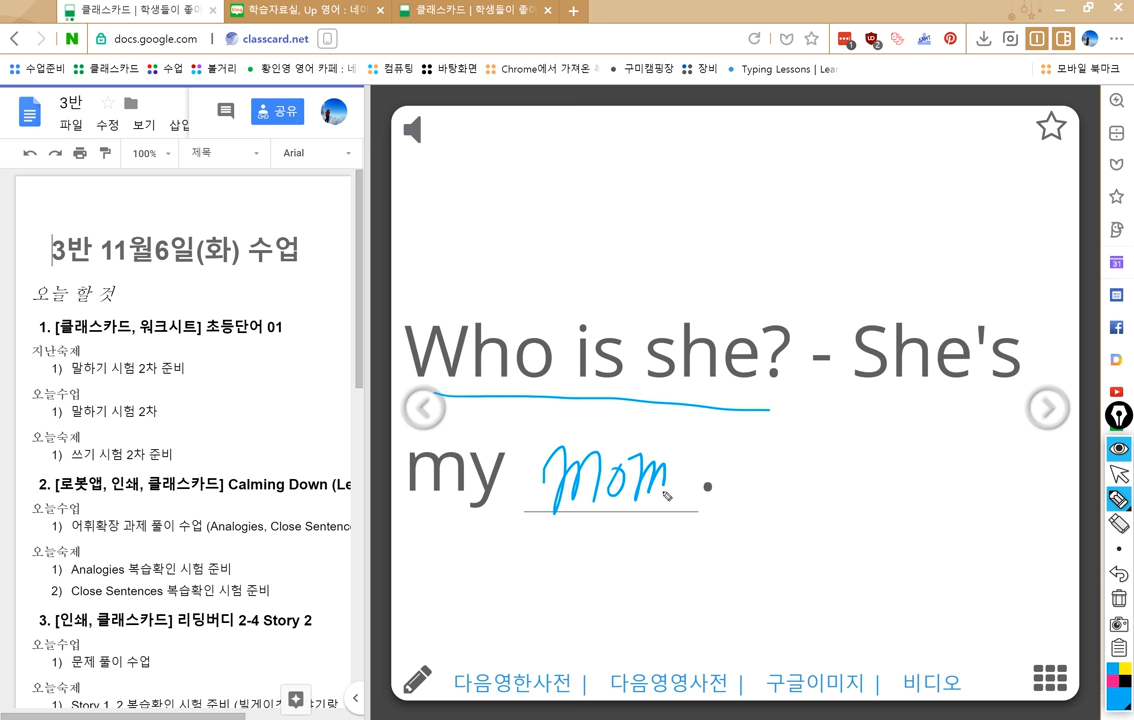 클래스카드 | 학생들이 좋아
학습자료실, Up 영어 : 네이
클래스카드 | 학생들이 좋아
docs.google.com
classcard.net
수업준비
클래스카드
수업
볼거리
황인영 영어 카페 : 네
컴퓨팅
바탕화면
Chrome에서 가져온
구미캠핑장
장비
Typing Lessons | Lear
모바일 북마크
3반
파일 수정 보기 삽입
공유
100%
제목
Arial
3반 11월6일(화) 수업
오늘 할 것
1. [클래스카드, 워크시트] 초등단어 01
지난숙제
1) 말하기 시험 2차 준비
오늘수업
1) 말하기 시험 2차
오늘숙제
1) 쓰기 시험 2차 준비
2. [로봇앱, 인쇄, 클래스카드] Calming Down (Le
오늘수업
1) 어휘확장 과제 풀이 수업 (Analogies, Close Sentenc
오늘숙제
1) Analogies 복습확인 시험 준비
2) Close Sentences 복습확인 시험 준비
3. [인쇄, 클래스카드] 리딩버디 2-4 Story 2
오늘수업
1) 문제 풀이 수업
오늘숙제
1) Story 1, 2 복습확인 시험 준비
Who is she? - She's
my Mom .
다음영한사전 | 다음영영사전 | 구글이미지 | 비디오